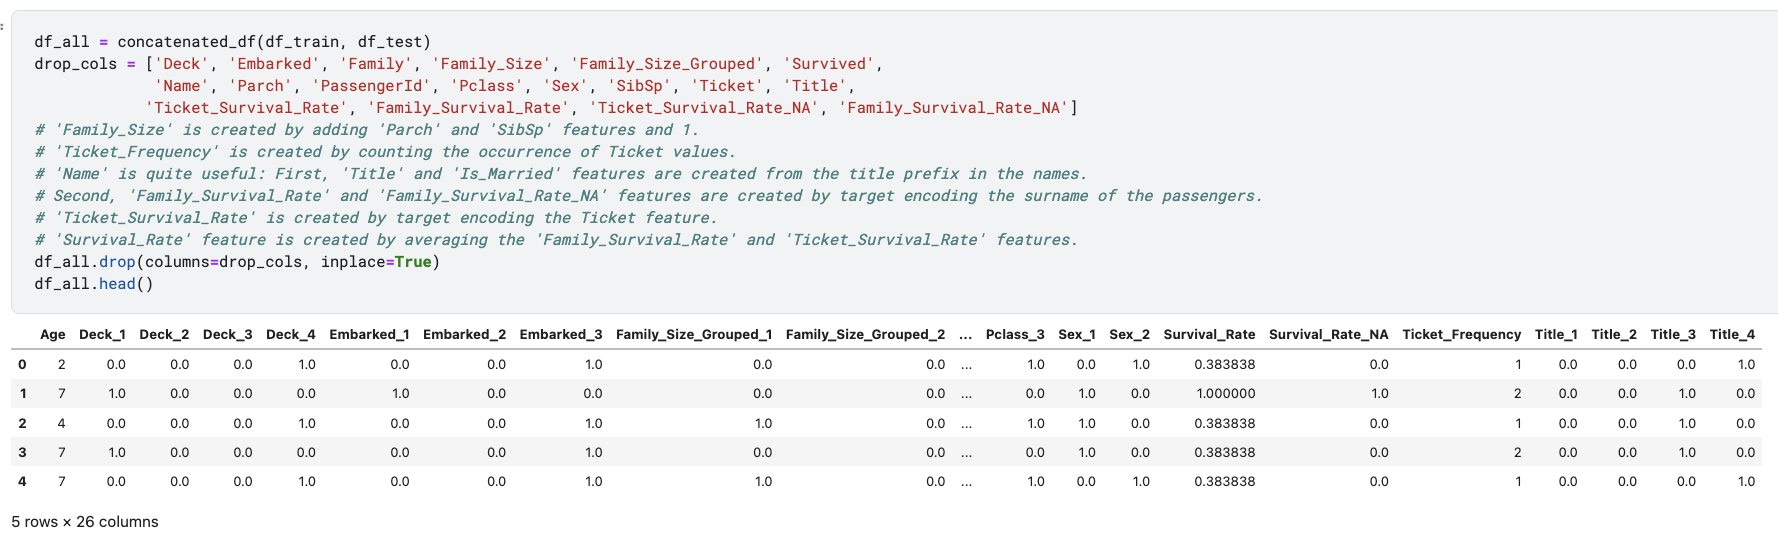 df_all = concatenated_df(df_train, df_test)
drop_cols = ['Deck', 'Embarked', 'Family', 'Family_Size', 'Family_Size_Grouped', 'Survived',
'Name', 'Parch', 'PassengerId', 'Pclass', 'Sex', 'SibSp', 'Ticket', 'Title',
'Ticket_Survival_Rate', 'Family_Survival_Rate', 'Ticket_Survival_Rate_NA', 'Family_Survival_Rate_NA']
# 'Family_Size' is created by adding 'Parch' and 'SibSp' features and 1.
# 'Ticket_Frequency' is created by counting the occurrence of Ticket values.
# 'Name' is quite useful: First, 'Title' and 'Is_Married' features are created from the title prefix in the names.
# Second, 'Family_Survival_Rate' and 'Family_Survival_Rate_NA' features are created by target encoding the surname of the passengers.
# 'Ticket_Survival_Rate' is created by target encoding the Ticket feature.
# 'Survival_Rate' feature is created by averaging the 'Family_Survival_Rate' and 'Ticket_Survival_Rate' features.
df_all.drop(columns=drop_cols, inplace=True)
df_all.head()
Age Deck_1 Deck_2 Deck_3 Deck_4 Embarked_1 Embarked_2 Embarked_3 Family_Size_Grouped_1 Family_Size_Grouped_2 ... Pclass_3 Sex_1 Sex_2 Survival_Rate Survival_Rate_NA Ticket_Frequency Title_1 Title_2 Title_3 Title_4
0 2 0.0 0.0 0.0 1.0 0.0 0.0 1.0 0.0 0.0 ... 1.0 0.0 1.0 0.383838 0.0 1 0.0 0.0 0.0 1.0
1 7 1.0 0.0 0.0 0.0 1.0 0.0 0.0 0.0 0.0 ... 0.0 1.0 0.0 1.000000 1.0 2 0.0 0.0 1.0 0.0
2 4 0.0 0.0 0.0 1.0 0.0 0.0 1.0 1.0 0.0 ... 1.0 1.0 0.0 0.383838 0.0 1 0.0 0.0 1.0 0.0
3 7 1.0 0.0 0.0 0.0 0.0 0.0 1.0 0.0 0.0 ... 0.0 1.0 0.0 0.383838 0.0 2 0.0 0.0 1.0 0.0
4 7 0.0 0.0 0.0 1.0 0.0 0.0 1.0 1.0 0.0 ... 1.0 0.0 1.0 0.383838 0.0 1 0.0 0.0 0.0 1.0
5 rows × 26 columns